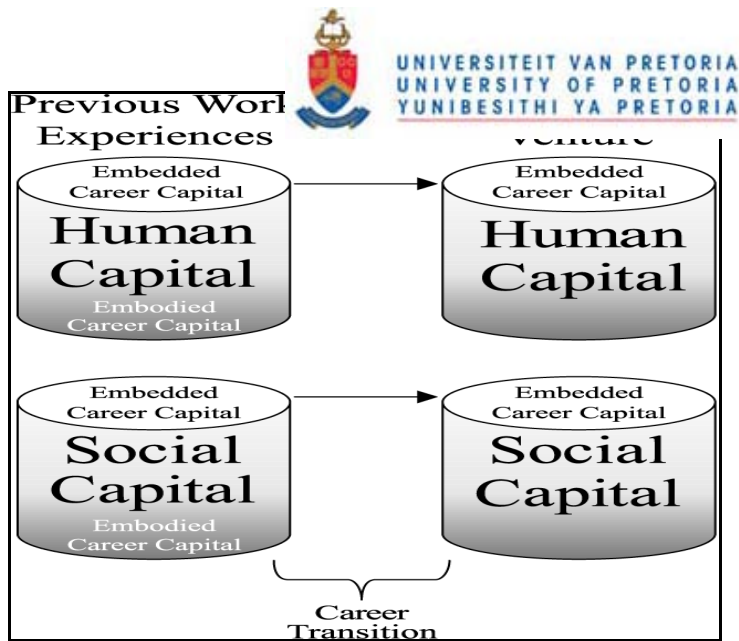 UNIVERSITEIT VAN PRETORIA
UNIVERSITY OF PRETORIA
YUNIBESITHI YA PRETORIA
Previous Work
Experiences
Venture
Embedded
Career Capital
Human
Capital
Embodied
Career Capital
Embedded
Career Capital
Human
Capital
Embedded
Career Capital
Social
Capital
Embodied
Career Capital
Embedded
Career Capital
Social
Capital
Career
Transition